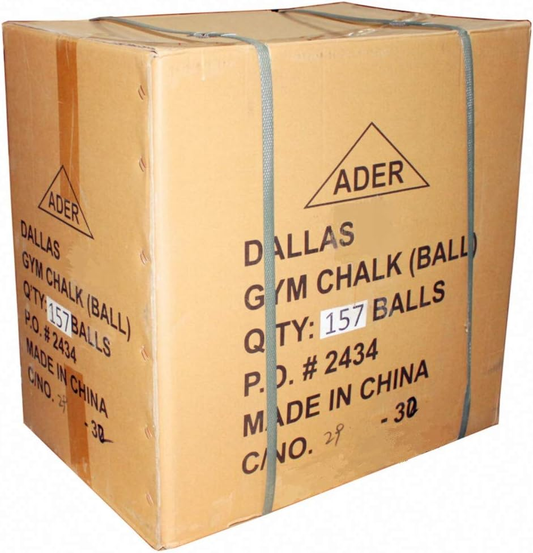 ADER
DALLAS
GYM CHALK (BALL)
Q'TY: 157 BALLS
P.O. # 2434
MADE IN CHINA
C/NO. 29 - 30
ADER
DALLAS
GYM CHALK (BALL)
Q'TY: 157 BALLS
P.O. # 2434
MADE IN CHINA
C/NO. 29 - 30